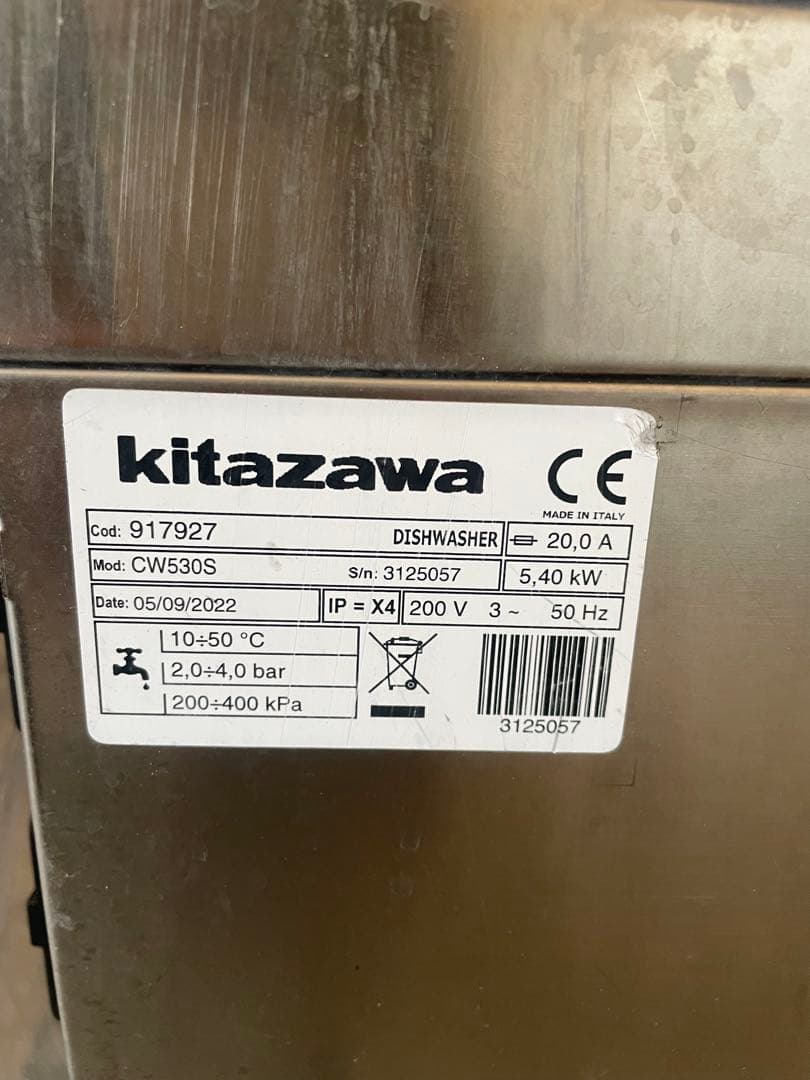 kitazawa CE
MADE IN ITALY
Cod: 917927 DISHWASHER 20,0 A
Mod: CW530S S/n: 3125057 5,40 kW
Date: 05/09/2022 IP = X4 200 V 3 ~ 50 Hz
10÷50 °C
2,0÷4,0 bar
200÷400 kPa
3125057